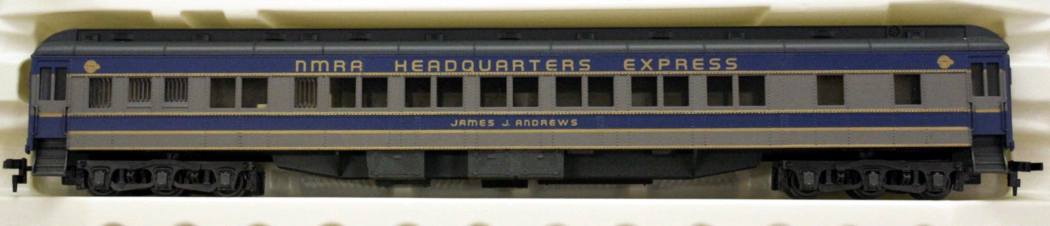 NMRA HEADQUARTERS EXPRESS
JAMES J. ANDREWS